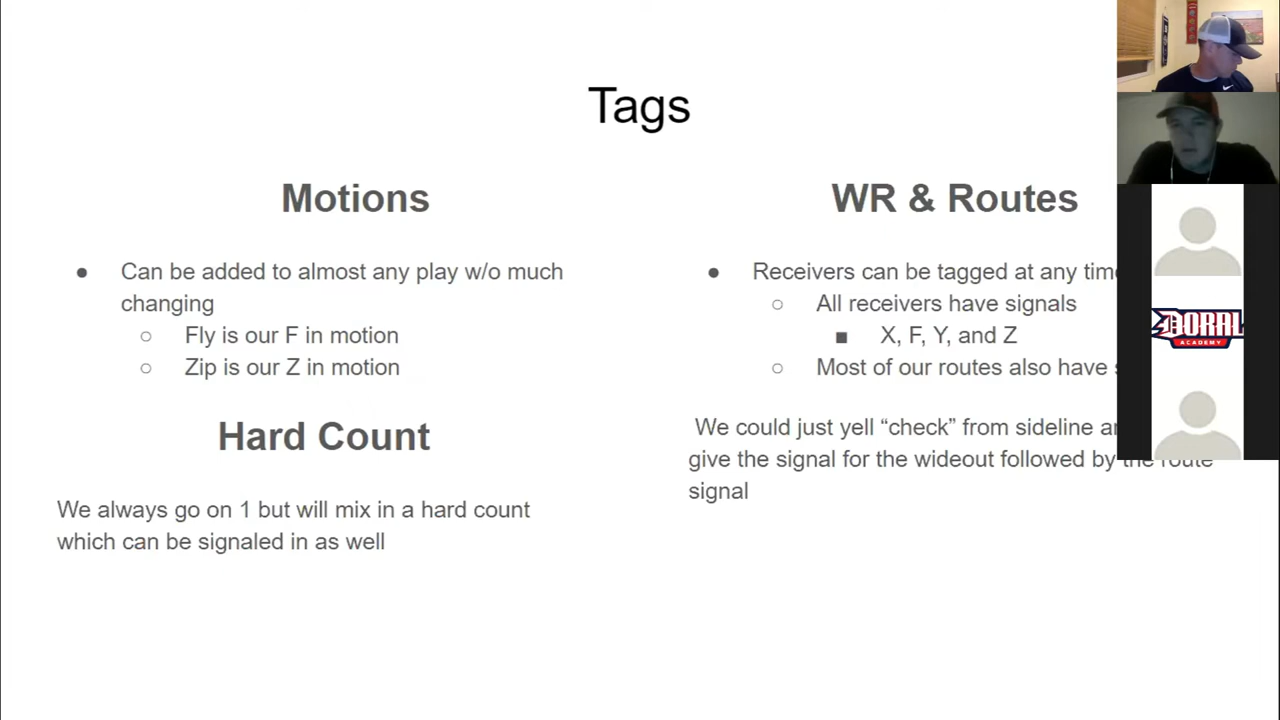 Tags
Motions
● Can be added to almost any play w/o much
changing
○ Fly is our F in motion
○ Zip is our Z in motion
Hard Count
We always go on 1 but will mix in a hard count
which can be signaled in as well
WR & Routes
● Receivers can be tagged at any time
○ All receivers have signals
■ X, F, Y, and Z
○ Most of our routes also have
We could just yell “check” from sideline
give the signal for the wideout followed by the route
signal
DORAL
ACADEMY